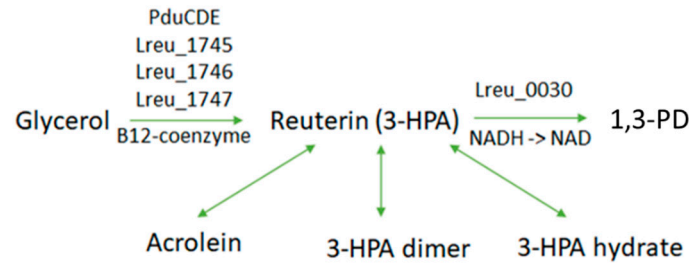 PduCDE
Lreu_1745
Lreu_1746
Lreu_1747
Lreu_0030
Glycerol
Reuterin (3-HPA)
1,3-PD
B12-coenzyme
NADH -> NAD
Acrolein
3-HPA dimer
3-HPA hydrate